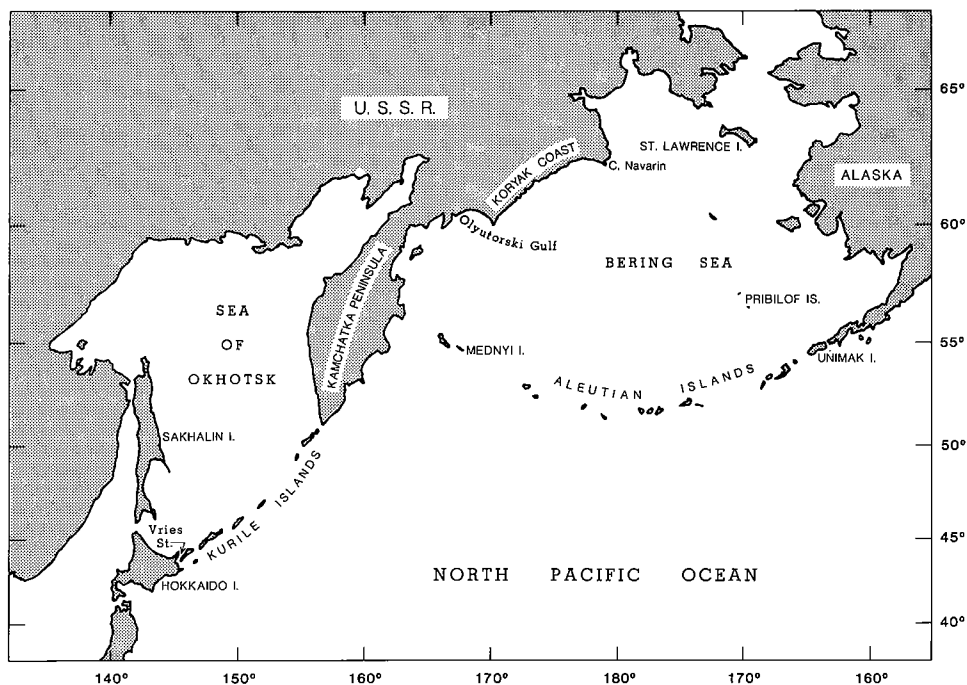 U. S. S. R.
65°
ST. LAWRENCE I.
KORYAK COAST
C. Navarin
ALASKA
60°
Olyutorski Gulf
BERING SEA
KAMCHATKA PENINSULA
SEA
OF
OKHOTSK
PRIBILOF IS.
MEDNYI I.
55°
UNIMAK I.
ALEUTIAN ISLANDS
SAKHALIN I.
50°
KURILE ISLANDS
Vries
St.
45°
HOKKAIDO I.
NORTH PACIFIC OCEAN
40°
140° 150° 160° 170° 180° 170° 160°